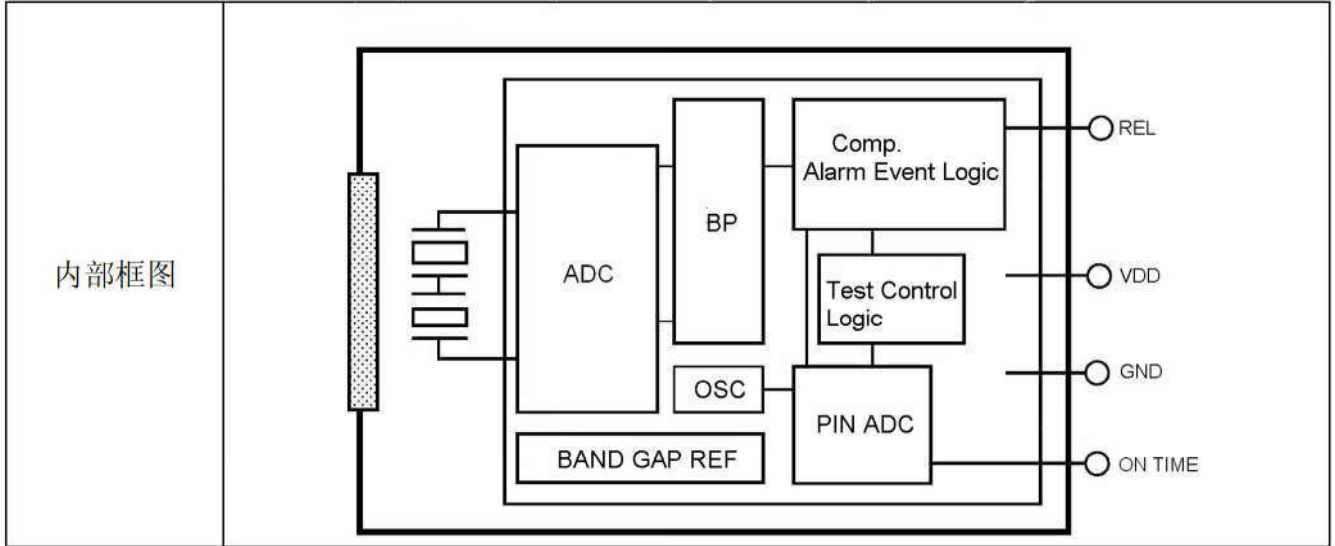 内部框图
ADC
BP
Comp.
Alarm Event Logic
Test Control
Logic
OSC
PIN ADC
BAND GAP REF
REL
VDD
GND
ON TIME